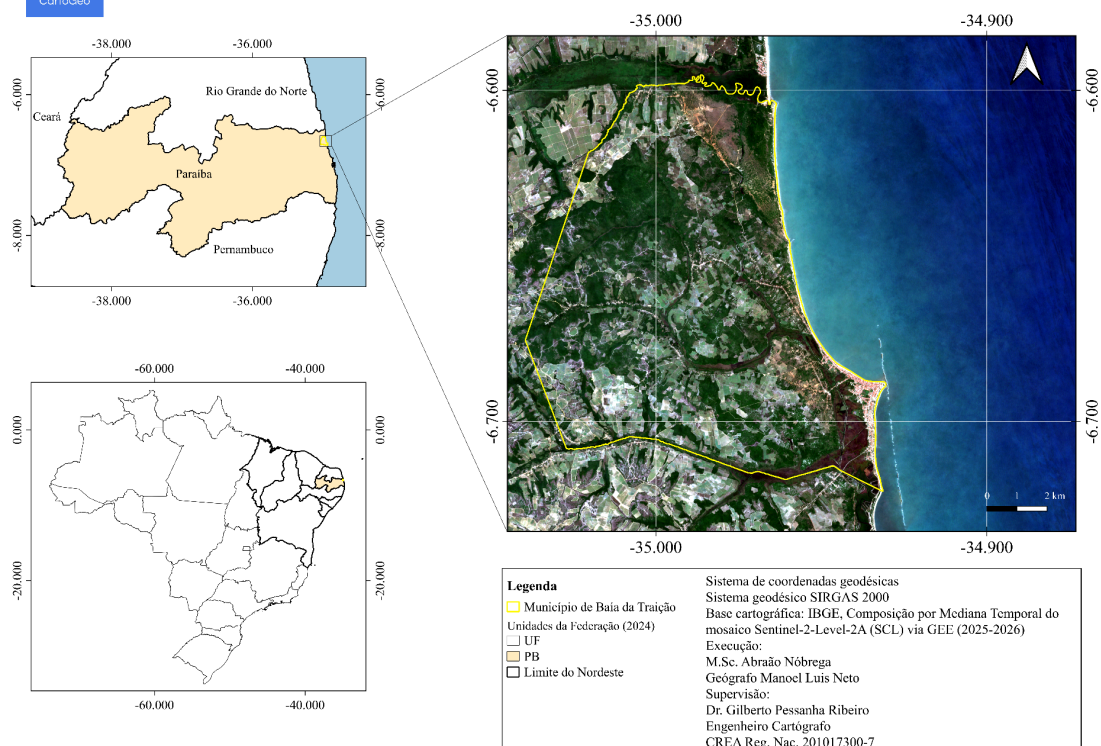 CartoGeo
-38.000
-36.000
-6.000
-6.000
Rio Grande do Norte
Ceará
Paraíba
Pernambuco
-8.000
-8.000
-38.000
-36.000
-60.000
-40.000
0.000
0.000
-20.000
-20.000
-60.000
-40.000
-35.000
-34.900
-6.600
-6.600
-6.700
-6.700
0 1 2 km
-35.000
-34.900
Legenda
Município de Baía da Traição
Unidades da Federação (2024)
UF
PB
Limite do Nordeste
Sistema de coordenadas geodésicas
Sistema geodésico SIRGAS 2000
Base cartográfica: IBGE, Composição por Mediana Temporal do
mosaico Sentinel-2-Level-2A (SCL) via GEE (2025-2026)
Execução:
M.Sc. Abraão Nóbrega
Geógrafo Manoel Luis Neto
Supervisão:
Dr. Gilberto Pessanha Ribeiro
Engenheiro Cartógrafo
CREA Reg. Nac. 201017300-7